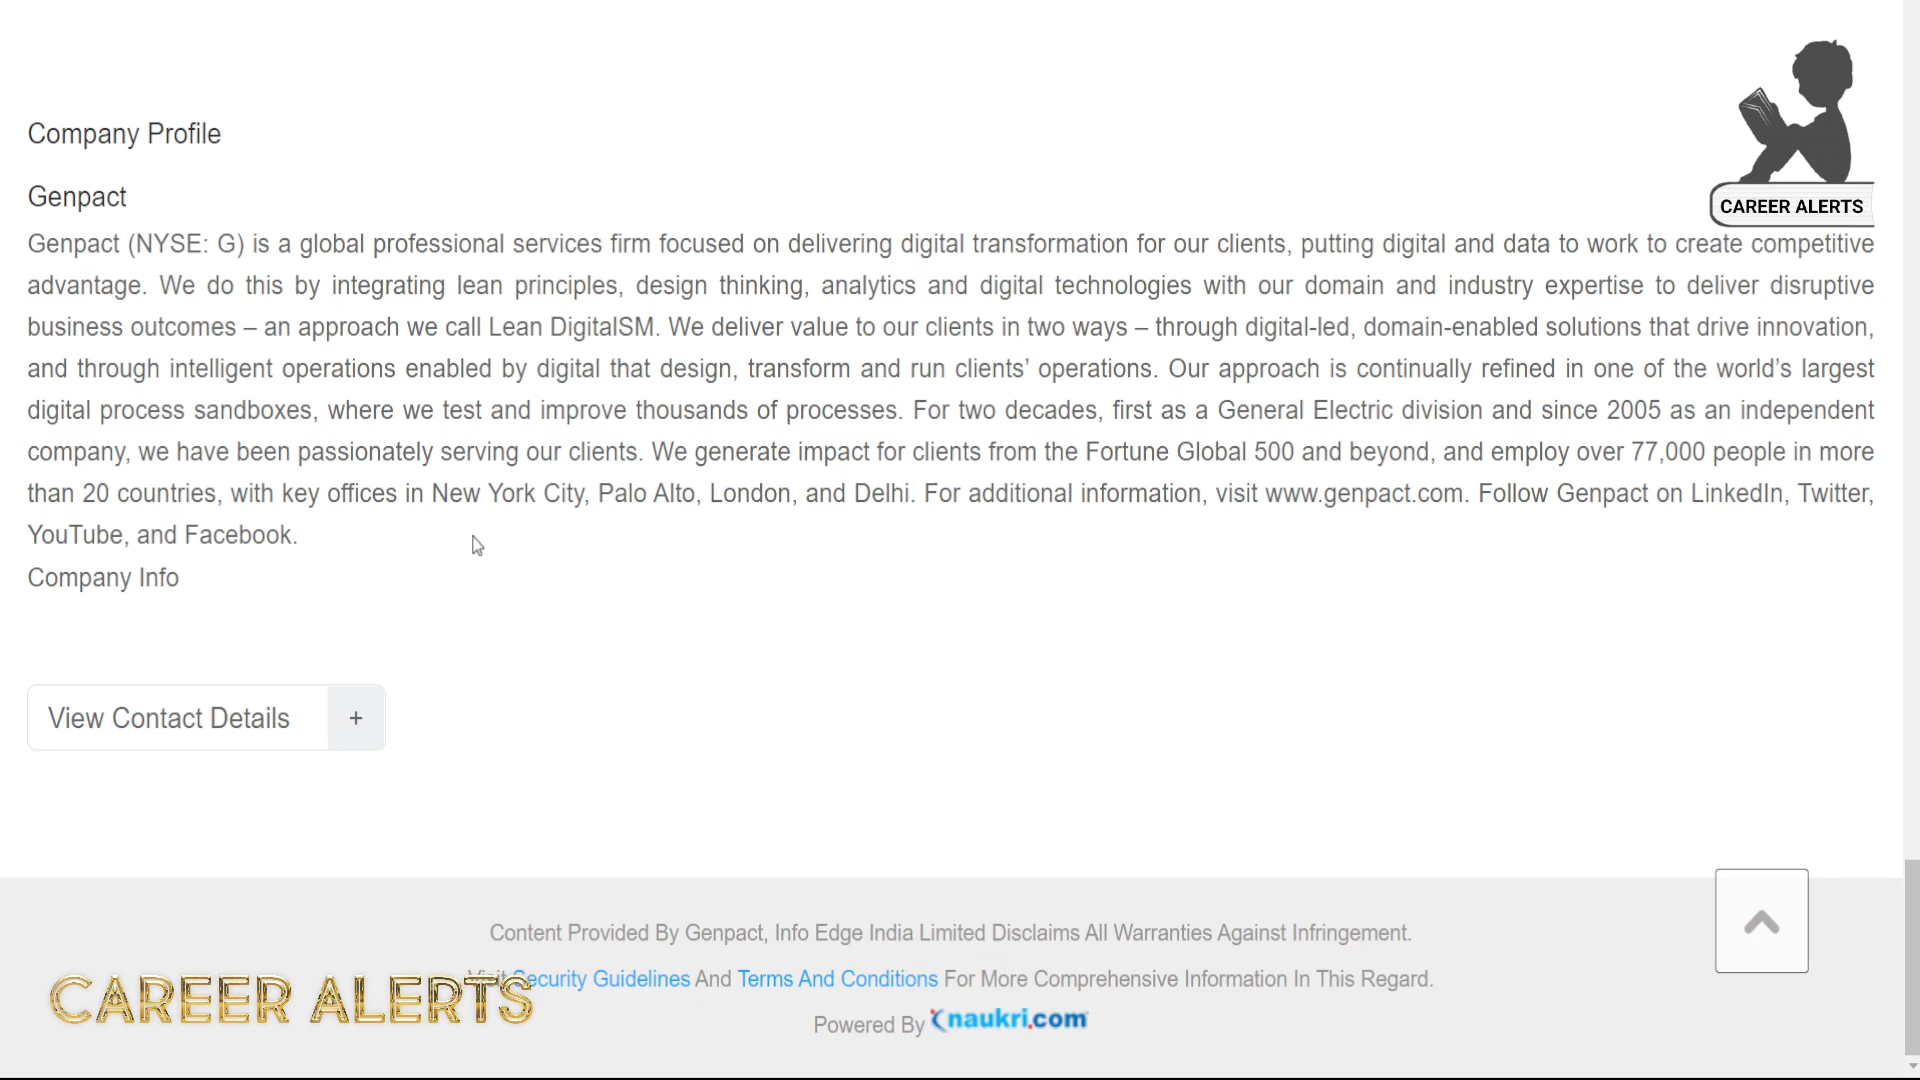 Company Profile
CAREER ALERTS
Genpact
Genpact (NYSE: G) is a global professional services firm focused on delivering digital transformation for our clients, putting digital and data to work to create competitive
advantage. We do this by integrating lean principles, design thinking, analytics and digital technologies with our domain and industry expertise to deliver disruptive
business outcomes – an approach we call Lean DigitalSM. We deliver value to our clients in two ways – through digital-led, domain-enabled solutions that drive innovation,
and through intelligent operations enabled by digital that design, transform and run clients’ operations. Our approach is continually refined in one of the world’s largest
digital process sandboxes, where we test and improve thousands of processes. For two decades, first as a General Electric division and since 2005 as an independent
company, we have been passionately serving our clients. We generate impact for clients from the Fortune Global 500 and beyond, and employ over 77,000 people in more
than 20 countries, with key offices in New York City, Palo Alto, London, and Delhi. For additional information, visit www.genpact.com. Follow Genpact on LinkedIn, Twitter,
YouTube, and Facebook.
Company Info
View Contact Details +
Content Provided By Genpact, Info Edge India Limited Disclaims All Warranties Against Infringement.
Visit Security Guidelines And Terms And Conditions For More Comprehensive Information In This Regard.
CAREER ALERTS
Powered By naukri.com